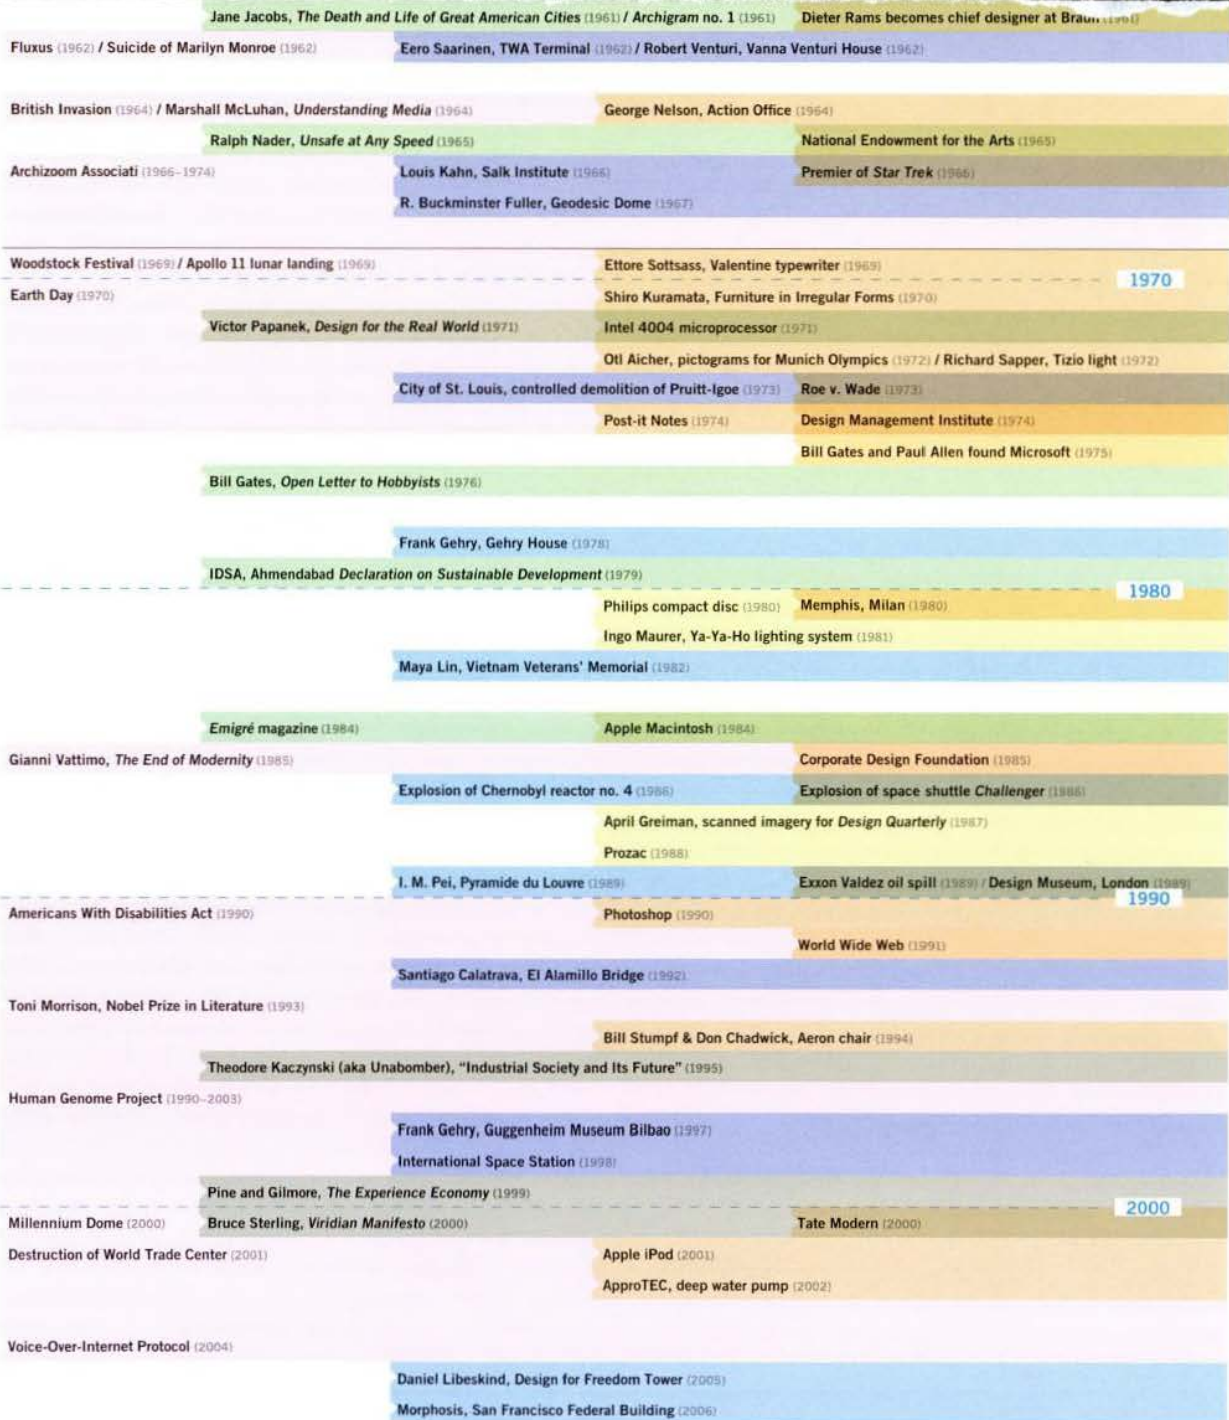 Jane Jacobs, The Death and Life of Great American Cities (1961) / Archigram no. 1 (1961) Dieter Rams becomes chief designer at Braun (1961)
Fluxus (1962) / Suicide of Marilyn Monroe (1962) Eero Saarinen, TWA Terminal (1962) / Robert Venturi, Vanna Venturi House (1962)
British Invasion (1964) / Marshall McLuhan, Understanding Media (1964) George Nelson, Action Office (1964)
Ralph Nader, Unsafe at Any Speed (1965) National Endowment for the Arts (1965)
Archizoom Associati (1966–1974) Louis Kahn, Salk Institute (1966) Premier of Star Trek (1966)
R. Buckminster Fuller, Geodesic Dome (1967)
Woodstock Festival (1969) / Apollo 11 lunar landing (1969) Ettore Sottsass, Valentine typewriter (1969)
1970
Earth Day (1970) Shiro Kuramata, Furniture in Irregular Forms (1970)
Victor Papanek, Design for the Real World (1971) Intel 4004 microprocessor (1971)
Otl Aicher, pictograms for Munich Olympics (1972) / Richard Sapper, Tizio light (1972)
City of St. Louis, controlled demolition of Pruitt-Igoe (1973) Roe v. Wade (1973)
Post-it Notes (1974) Design Management Institute (1974)
Bill Gates and Paul Allen found Microsoft (1975)
Bill Gates, Open Letter to Hobbyists (1976)
Frank Gehry, Gehry House (1978)
IDSA, Ahmendabad Declaration on Sustainable Development (1979)
1980
Philips compact disc (1980) Memphis, Milan (1980)
Ingo Maurer, Ya-Ya-Ho lighting system (1981)
Maya Lin, Vietnam Veterans' Memorial (1982)
Emigré magazine (1984) Apple Macintosh (1984)
Gianni Vattimo, The End of Modernity (1985) Corporate Design Foundation (1985)
Explosion of Chernobyl reactor no. 4 (1986) Explosion of space shuttle Challenger (1986)
April Greiman, scanned imagery for Design Quarterly (1987)
Prozac (1988)
I. M. Pei, Pyramide du Louvre (1989) Exxon Valdez oil spill (1989) / Design Museum, London (1989)
1990
Americans With Disabilities Act (1990) Photoshop (1990)
World Wide Web (1991)
Santiago Calatrava, El Alamillo Bridge (1992)
Toni Morrison, Nobel Prize in Literature (1993)
Bill Stumpf & Don Chadwick, Aeron chair (1994)
Theodore Kaczynski (aka Unabomber), "Industrial Society and Its Future" (1995)
Human Genome Project (1990–2003)
Frank Gehry, Guggenheim Museum Bilbao (1997)
International Space Station (1998)
Pine and Gilmore, The Experience Economy (1999)
2000
Millennium Dome (2000) Bruce Sterling, Viridian Manifesto (2000) Tate Modern (2000)
Destruction of World Trade Center (2001) Apple iPod (2001)
ApproTEC, deep water pump (2002)
Voice-Over-Internet Protocol (2004)
Daniel Libeskind, Design for Freedom Tower (2005)
Morphosis, San Francisco Federal Building (2006)